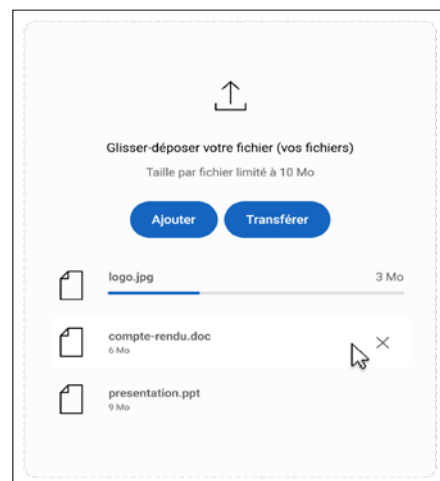 Glisser-déposer votre fichier (vos fichiers)
Taille par fichier limité à 10 Mo
Ajouter Transférer
logo.jpg 3 Mo
compte-rendu.doc
6 Mo
presentation.ppt
9 Mo